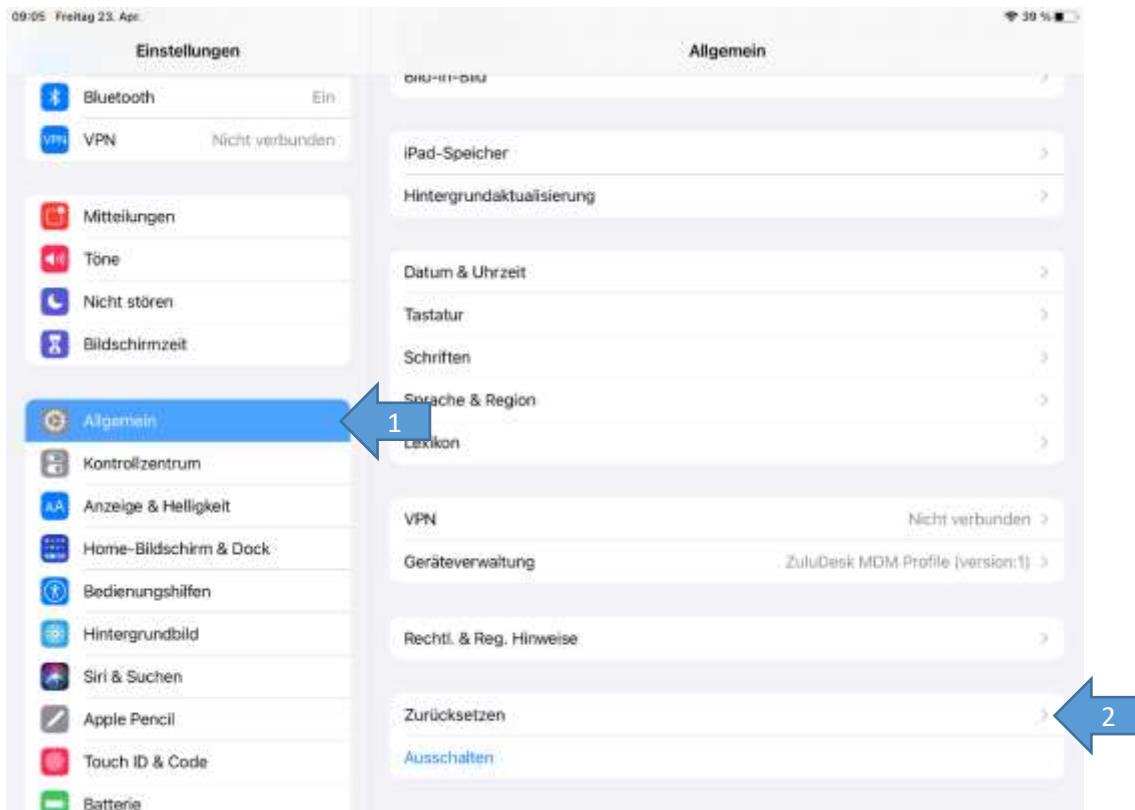 09:05 Freitag 23. Apr.
39 %
Einstellungen
Bluetooth Ein
VPN VPN Nicht verbunden
Mitteilungen
Töne
Nicht stören
Bildschirmzeit
Allgemein
Kontrollzentrum
AA Anzeige & Helligkeit
Home-Bildschirm & Dock
Bedienungshilfen
Hintergrundbild
Siri & Suchen
Apple Pencil
Touch ID & Code
Batterie
1
Allgemein
Bild-in-Bild
iPad-Speicher
Hintergrundaktualisierung
Datum & Uhrzeit
Tastatur
Schriften
Sprache & Region
Lexikon
VPN Nicht verbunden
Geräteverwaltung ZuluDesk MDM Profile (version:1)
Rechtl. & Reg. Hinweise
Zurücksetzen
2
Ausschalten